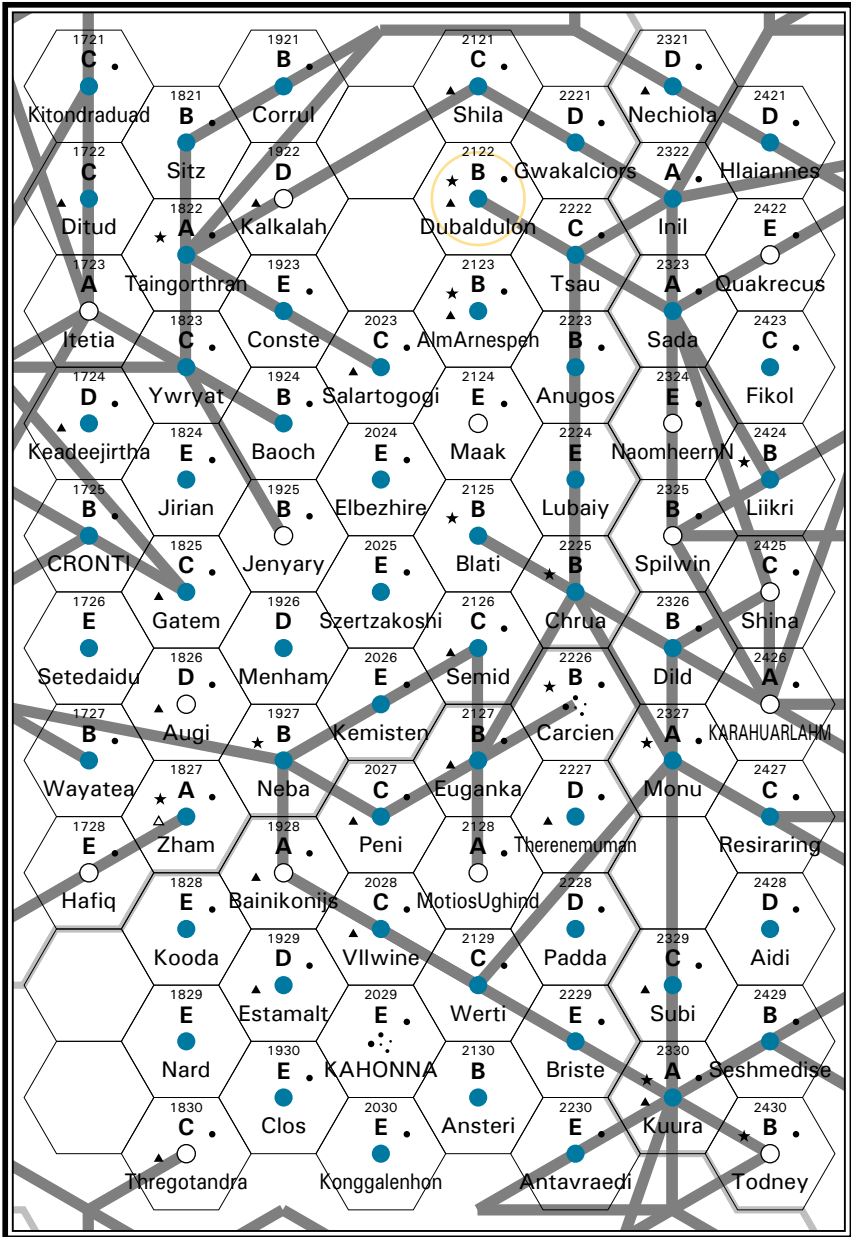 1721
C
Kitondraduad
1921
B
Corrul
2121
C
Shila
2321
D
Nechiola
1821
B
Sitz
2221
D
Gwakalciors
2421
D
Hlaiannes
1722
C
Ditud
1922
D
Kalkalah
2122
B
Dubaldulon
2322
A
Inil
1822
A
Taingorthran
2222
C
Tsau
2422
E
Quakrecus
1723
A
Itetia
1923
E
Conste
2123
B
AlmArnespeh
2323
A
Sada
1823
C
Ywryat
2023
C
Salartogogi
2223
B
Anugos
2423
C
Fikol
1724
D
Keadeejirtha
1924
B
Baoch
2124
E
Maak
2324
E
NaomheernN
1824
E
Jirian
2024
E
Elbezhire
2224
E
Lubaiy
2424
B
Liikri
1725
B
CRONTI
1925
B
Jenyary
2125
B
Blati
2325
B
Spilwin
1825
C
Gatem
2025
E
Szertzakoshi
2225
B
Chrua
2425
C
Shina
1726
E
Setedaidu
1926
D
Menham
2126
C
Semid
2326
B
Dild
1826
D
Augi
2026
E
Kemisten
2226
B
Carcien
2426
A
KARAHUARLAHM
1727
B
Wayatea
1927
B
Neba
2127
B
Euganka
2327
A
Monu
1827
A
Zham
2027
C
Peni
2227
D
Therenemuman
2427
C
Resiraring
1728
E
Hafiq
1928
A
Bainikonijs
2128
A
MotiosUghind
1828
E
Kooda
2028
C
Vllwine
2228
D
Padda
2428
D
Aidi
1929
D
Estamalt
2129
C
Werti
2329
C
Subi
1829
E
Nard
2029
E
KAHONNA
2229
E
Briste
2429
B
Seshmedise
1930
E
Clos
2130
B
Ansteri
2330
A
Kuura
1830
C
Thregotandra
2030
E
Konggalenhon
2230
E
Antavraedi
2430
B
Todney